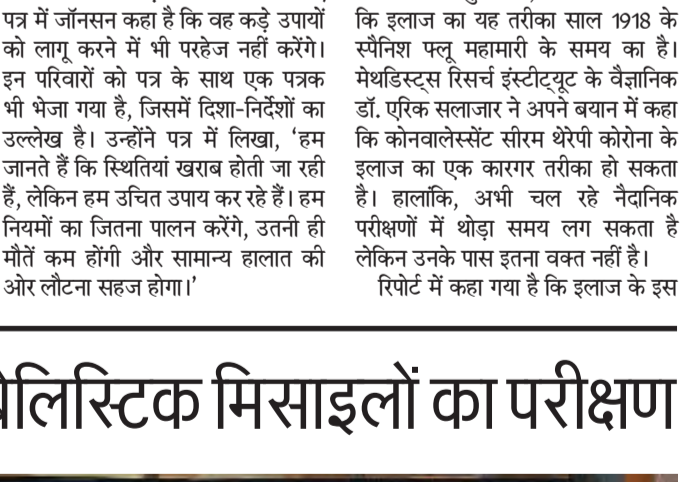 पत्र में जॉनसन कहा है कि वह कड़े उपायों
को लागू करने में भी परहेज नहीं करेंगे।
इन परिवारों को पत्र के साथ एक पत्रक
भी भेजा गया है, जिसमें दिशा-निर्देशों का
उल्लेख है। उन्होंने पत्र में लिखा, ‘हम
जानते हैं कि स्थितियां खराब होती जा रही
हैं, लेकिन हम उचित उपाय कर रहे हैं। हम
नियमों का जितना पालन करेंगे, उतनी ही
मौतें कम होंगी और सामान्य हालात की
ओर लौटना सहज होगा।’
कि इलाज का यह तरीका साल 1918 के
स्पैनिश फ्लू महामारी के समय का है।
मेथडिस्ट्स रिसर्च इंस्टीट्यूट के वैज्ञानिक
डॉ. एरिक सलाजार ने अपने बयान में कहा
कि कोनवालेस्सेंट सीरम थेरेपी कोरोना के
इलाज का एक कारगर तरीका हो सकता
है। हालांकि, अभी चल रहे नैदानिक
परीक्षणों में थोड़ा समय लग सकता है
लेकिन उनके पास इतना वक्त नहीं है।
रिपोर्ट में कहा गया है कि इलाज के इस
मिसाइलों का परीक्षण